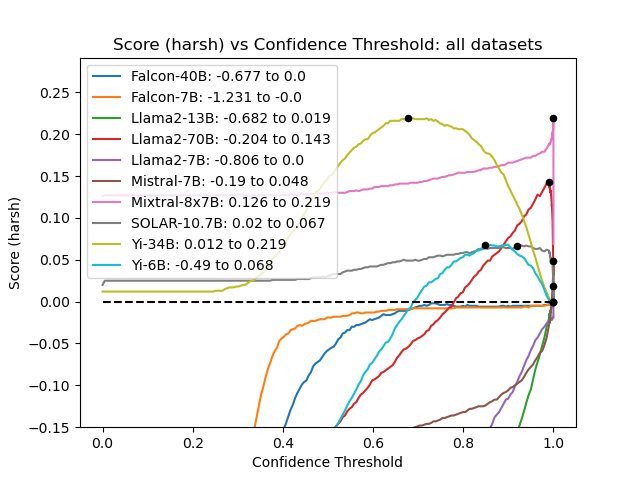 Score (harsh) vs Confidence Threshold: all datasets
Falcon-40B: -0.677 to 0.0
Falcon-7B: -1.231 to -0.0
Llama2-13B: -0.682 to 0.019
Llama2-70B: -0.204 to 0.143
Llama2-7B: -0.806 to 0.0
Mistral-7B: -0.19 to 0.048
Mixtral-8x7B: 0.126 to 0.219
SOLAR-10.7B: 0.02 to 0.067
Yi-34B: 0.012 to 0.219
Yi-6B: -0.49 to 0.068
Score (harsh)
0.25
0.20
0.15
0.10
0.05
0.00
−0.05
−0.10
−0.15
0.0 0.2 0.4 0.6 0.8 1.0
Confidence Threshold